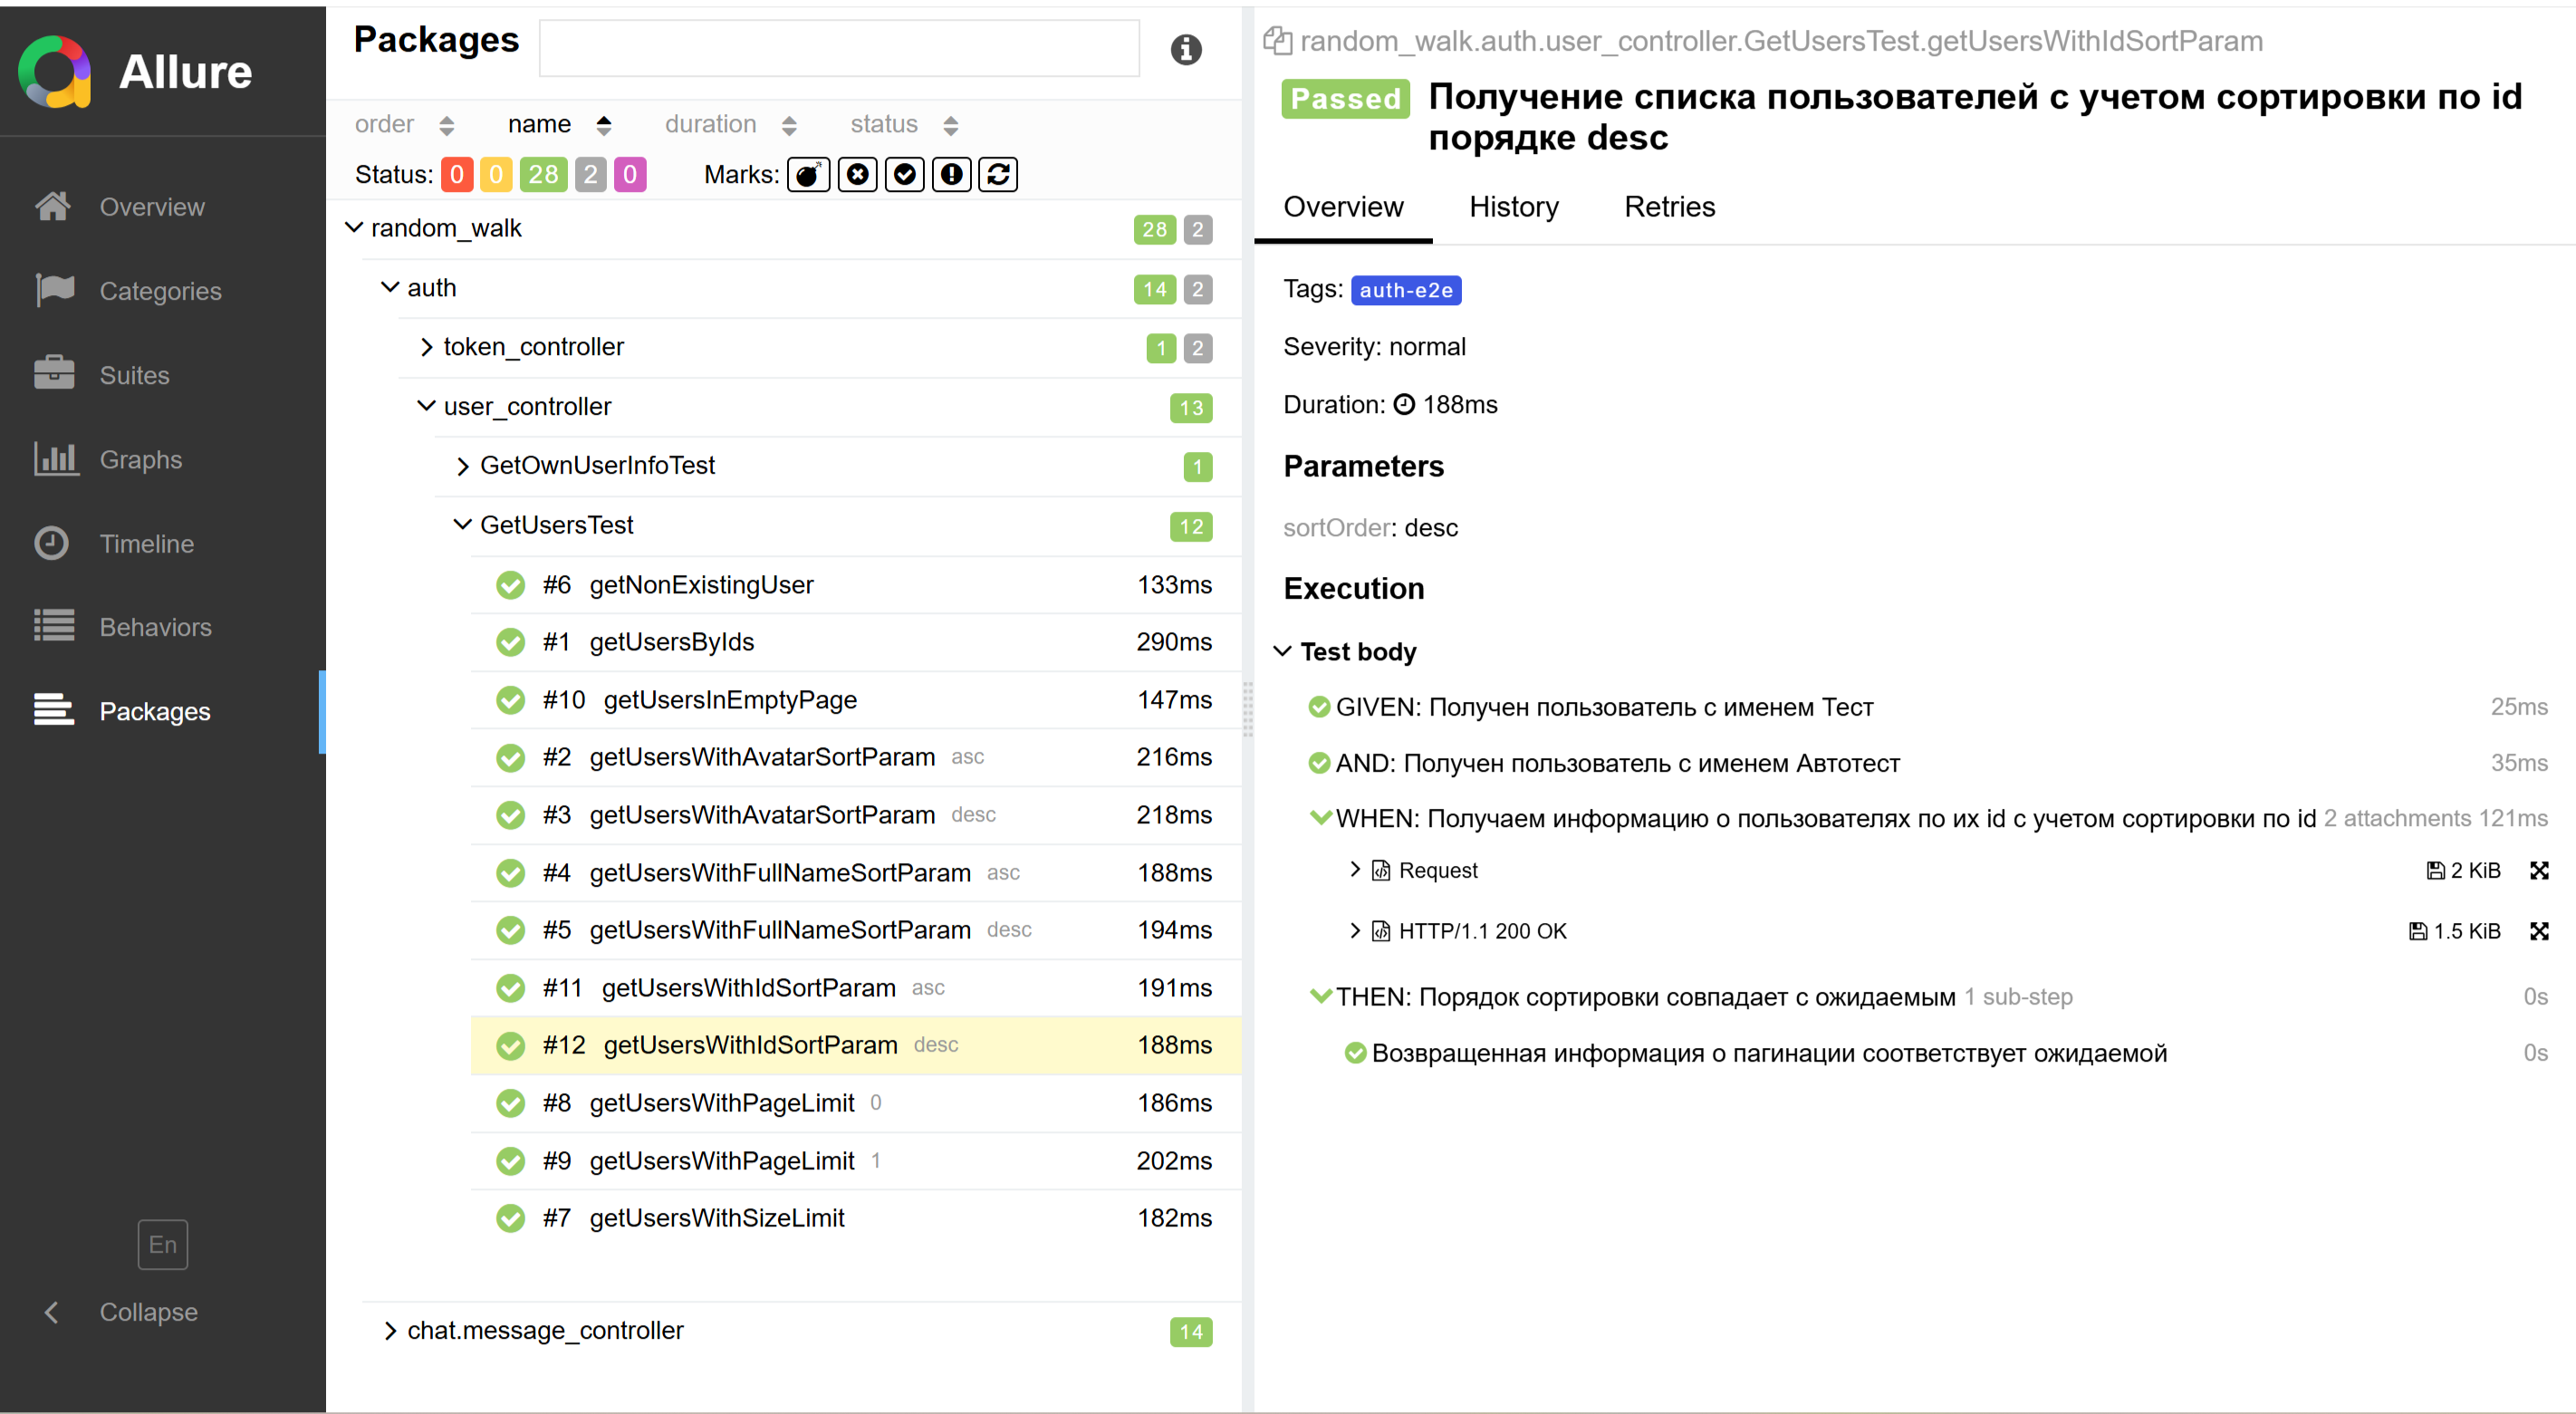 Allure
Overview
Categories
Suites
Graphs
Timeline
Behaviors
Packages
En
Collapse
Packages
order name duration status
Status: 0 0 28 2 0 Marks:
random_walk 28 2
auth 14 2
token_controller 1 2
user_controller 13
GetOwnUserInfoTest 1
GetUsersTest 12
#6 getNonExistingUser 133ms
#1 getUsersByIds 290ms
#10 getUsersInEmptyPage 147ms
#2 getUsersWithAvatarSortParam asc 216ms
#3 getUsersWithAvatarSortParam desc 218ms
#4 getUsersWithFullNameSortParam asc 188ms
#5 getUsersWithFullNameSortParam desc 194ms
#11 getUsersWithIdSortParam asc 191ms
#12 getUsersWithIdSortParam desc 188ms
#8 getUsersWithPageLimit 0 186ms
#9 getUsersWithPageLimit 1 202ms
#7 getUsersWithSizeLimit 182ms
chat.message_controller 14
random_walk.auth.user_controller.GetUsersTest.getUsersWithIdSortParam
Passed Получение списка пользователей с учетом сортировки по id
порядке desc
Overview History Retries
Tags: auth-e2e
Severity: normal
Duration: 188ms
Parameters
sortOrder: desc
Execution
Test body
GIVEN: Получен пользователь с именем Тест 25ms
AND: Получен пользователь с именем Автотест 35ms
WHEN: Получаем информацию о пользователях по их id с учетом сортировки по id 2 attachments 121ms
Request 2 KiB
HTTP/1.1 200 OK 1.5 KiB
THEN: Порядок сортировки совпадает с ожидаемым 1 sub-step 0s
Возвращенная информация о пагинации соответствует ожидаемой 0s